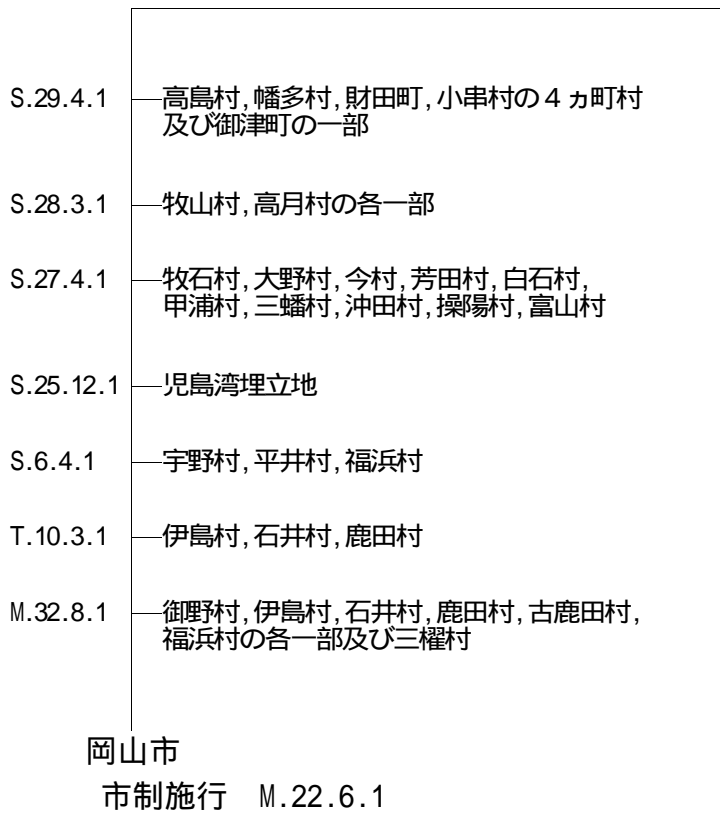 S.29.4.1 高島村,幡多村,財田町,小串村の4ヵ町村
及び御津町の一部
S.28.3.1 牧山村,高月村の各一部
S.27.4.1 牧石村,大野村,今村,芳田村,白石村,
甲浦村,三蟠村,沖田村,操陽村,富山村
S.25.12.1 児島湾埋立地
S.6.4.1 宇野村,平井村,福浜村
T.10.3.1 伊島村,石井村,鹿田村
M.32.8.1 御野村,伊島村,石井村,鹿田村,古鹿田村,
福浜村の各一部及び三櫂村
岡山市
市制施行 M.22.6.1